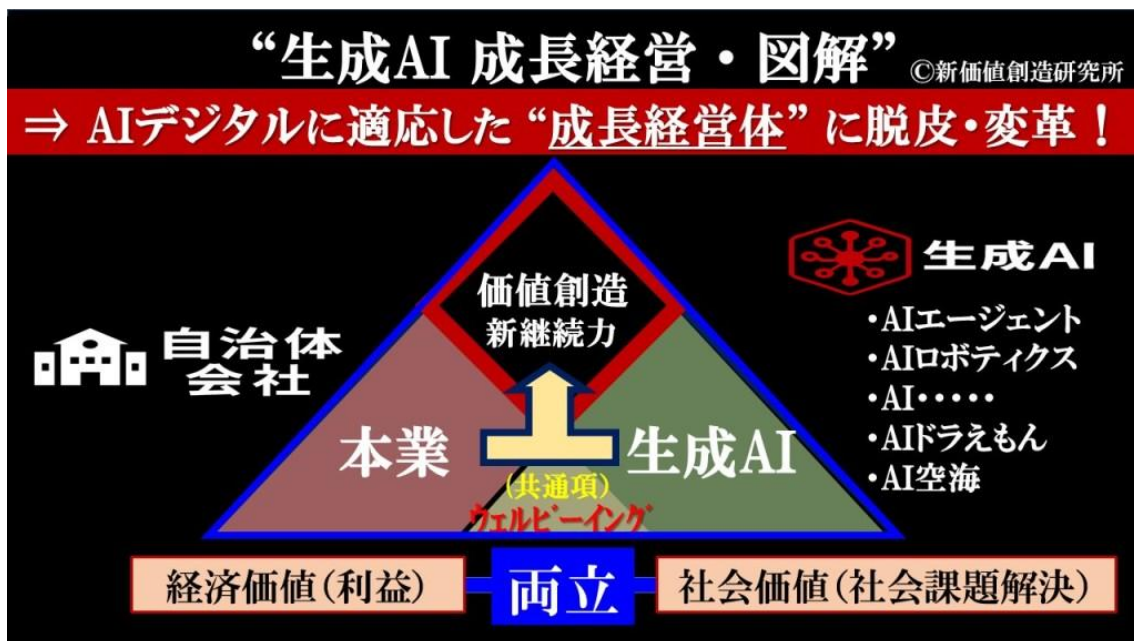 “生成AI 成長経営・図解”
©新価値創造研究所
⇒ AIデジタルに適応した “成長経営体” に脱皮・変革！
価値創造
新継続力
自治体
会社
本業
生成AI
(共通項)
ウェルビーイング
生成AI
・AIエージェント
・AIロボティクス
・AI・・・・・
・AIドラえもん
・AI空海
経済価値(利益)
両立
社会価値(社会課題解決)